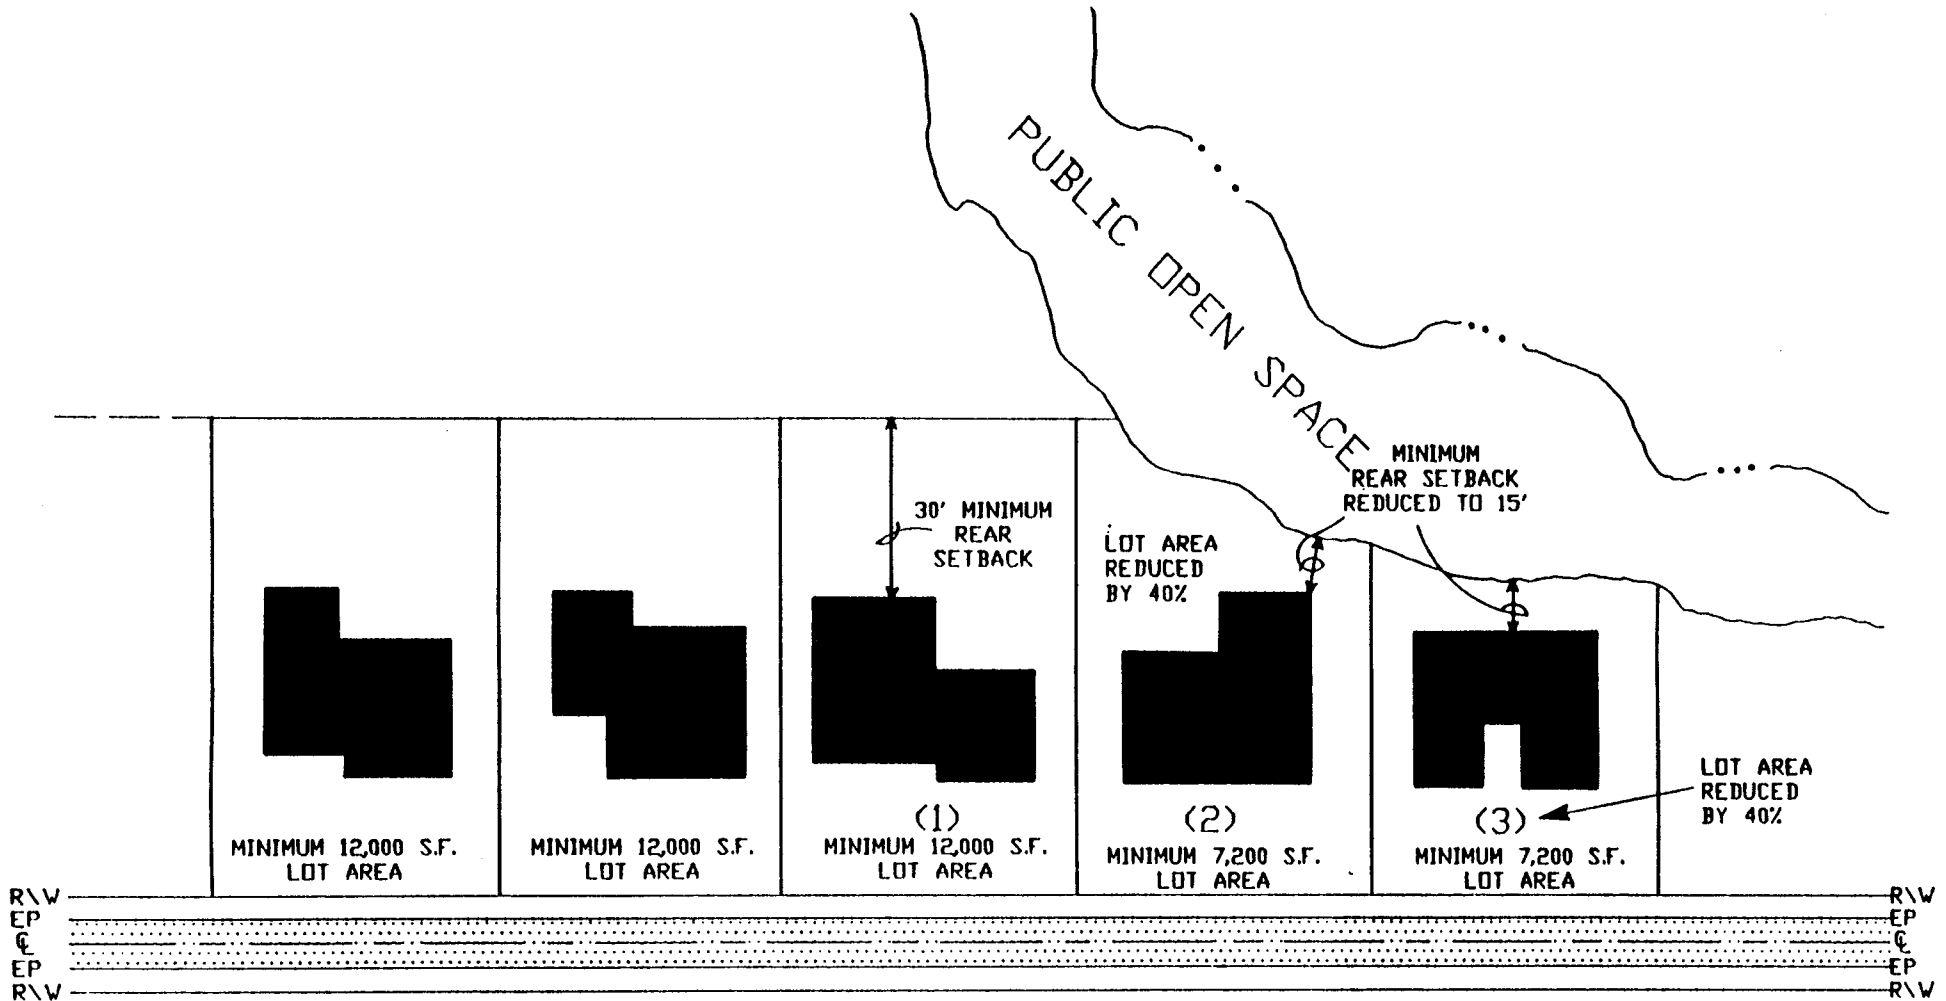 PUBLIC OPEN SPACE
MINIMUM
REAR SETBACK
REDUCED TO 15'
30' MINIMUM
REAR
SETBACK
LOT AREA
REDUCED
BY 40%
LOT AREA
REDUCED
BY 40%
(1)
(2)
(3)
MINIMUM 12,000 S.F.
LOT AREA
MINIMUM 12,000 S.F.
LOT AREA
MINIMUM 12,000 S.F.
LOT AREA
MINIMUM 7,200 S.F.
LOT AREA
MINIMUM 7,200 S.F.
LOT AREA
R\W
EP
℄
EP
R\W
R\W
EP
℄
EP
R\W